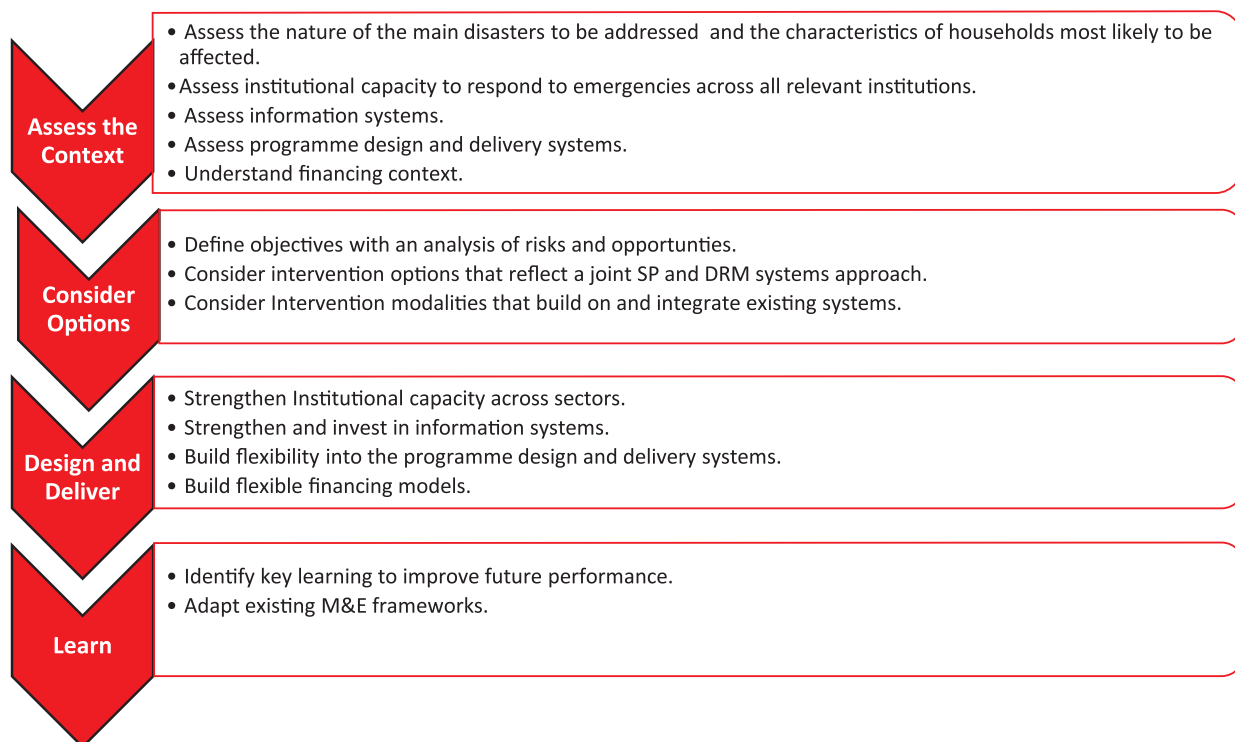 Assess the
Context
• Assess the nature of the main disasters to be addressed and the characteristics of households most likely to be
affected.
•Assess institutional capacity to respond to emergencies across all relevant institutions.
• Assess information systems.
• Assess programme design and delivery systems.
• Understand financing context.
Consider
Options
• Define objectives with an analysis of risks and opportunties.
• Consider intervention options that reflect a joint SP and DRM systems approach.
• Consider Intervention modalities that build on and integrate existing systems.
Design and
Deliver
• Strengthen Institutional capacity across sectors.
• Strengthen and invest in information systems.
• Build flexibility into the programme design and delivery systems.
• Build flexible financing models.
Learn
• Identify key learning to improve future performance.
• Adapt existing M&E frameworks.